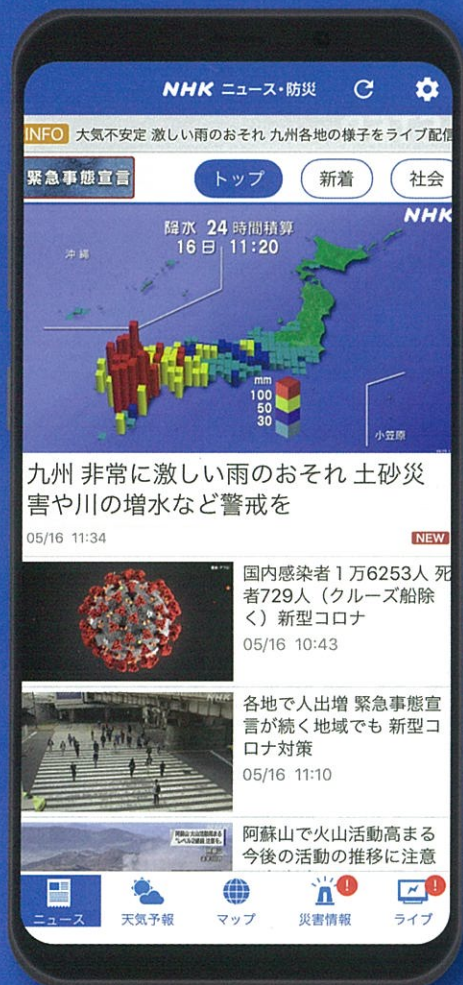 NHK ニュース・防災
INFO 大気不安定 激しい雨のおそれ 九州各地の様子をライブ配信
緊急事態宣言 トップ 新着 社会
NHK
降水 24 時間積算
16 日 11:20
沖縄
mm
100
50
30
小笠原
九州 非常に激しい雨のおそれ 土砂災
害や川の増水など警戒を
05/16 11:34 NEW
国内感染者1万6253人 死
者729人（クルーズ船除
く）新型コロナ
05/16 10:43
各地で人出増 緊急事態宣
言が続く地域でも 新型コ
ロナ対策
05/16 11:10
阿蘇山 火山活動高まる
阿蘇山で火山活動高まる
今後の活動の推移に注意
ニュース 天気予報 マップ 災害情報 ライブ